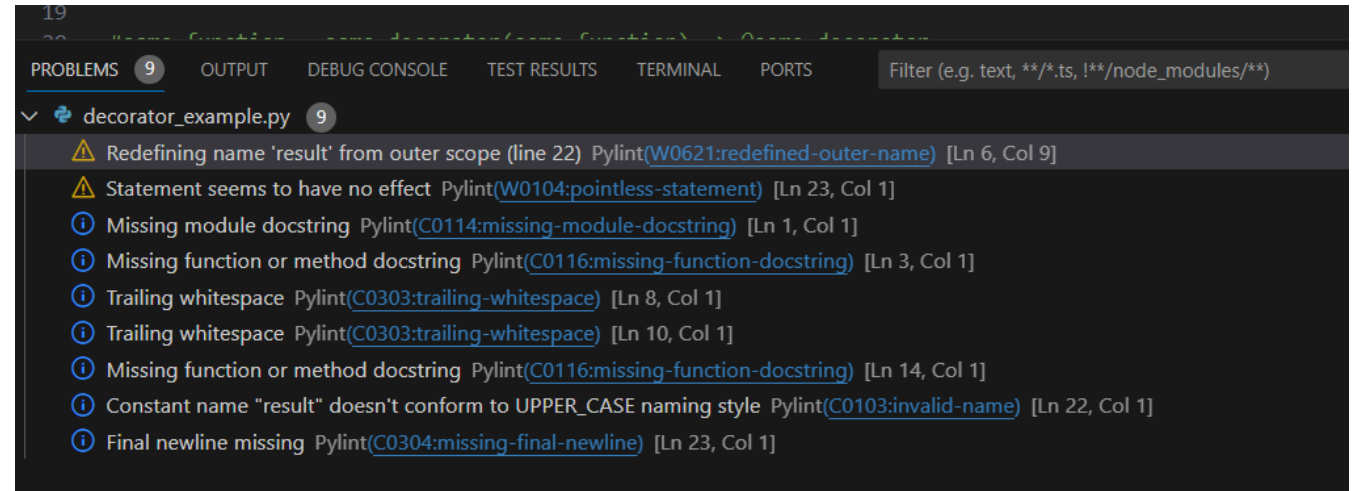 19
20 #some_function = some_decorator(some_function) -> @some_decorator
PROBLEMS 9 OUTPUT DEBUG CONSOLE TEST RESULTS TERMINAL PORTS Filter (e.g. text, **/*.ts, !**/node_modules/**)
decorator_example.py 9
Redefining name 'result' from outer scope (line 22) Pylint(W0621:redefined-outer-name) [Ln 6, Col 9]
Statement seems to have no effect Pylint(W0104:pointless-statement) [Ln 23, Col 1]
Missing module docstring Pylint(C0114:missing-module-docstring) [Ln 1, Col 1]
Missing function or method docstring Pylint(C0116:missing-function-docstring) [Ln 3, Col 1]
Trailing whitespace Pylint(C0303:trailing-whitespace) [Ln 8, Col 1]
Trailing whitespace Pylint(C0303:trailing-whitespace) [Ln 10, Col 1]
Missing function or method docstring Pylint(C0116:missing-function-docstring) [Ln 14, Col 1]
Constant name "result" doesn't conform to UPPER_CASE naming style Pylint(C0103:invalid-name) [Ln 22, Col 1]
Final newline missing Pylint(C0304:missing-final-newline) [Ln 23, Col 1]